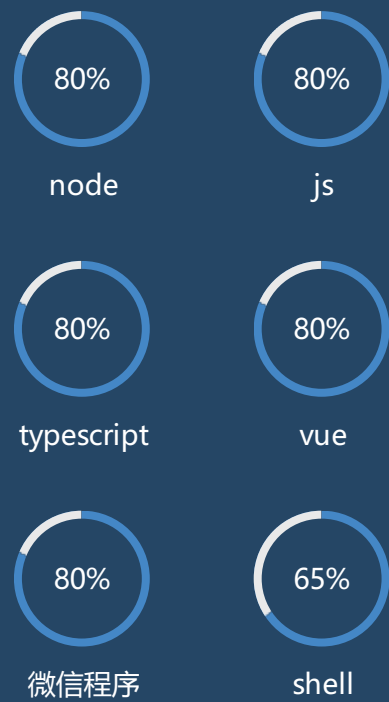 80%
80%
node
js
80%
80%
typescript
vue
80%
65%
微信程序
shell